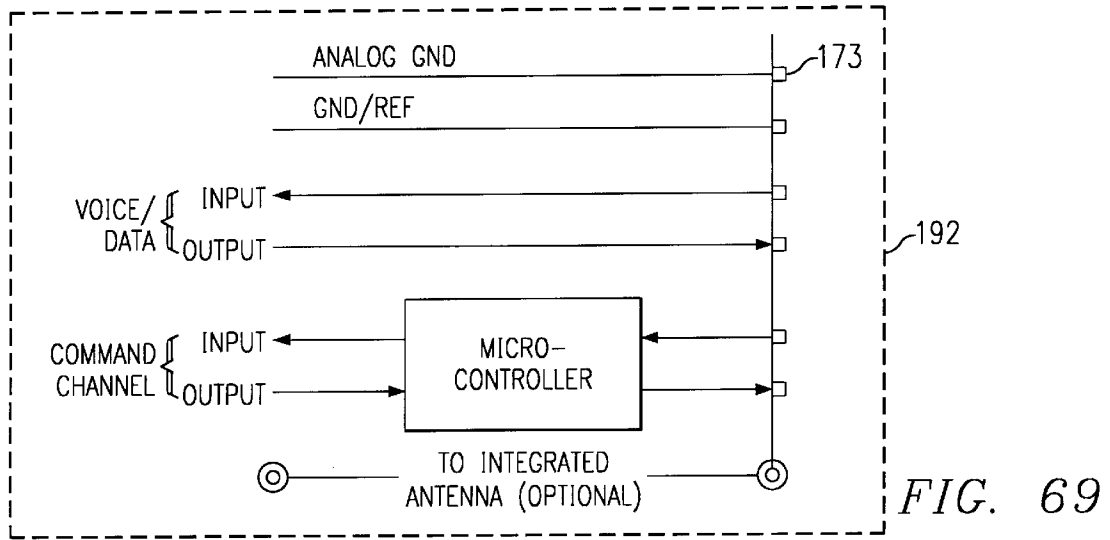 ANALOG GND
173
GND/REF
VOICE/
DATA
INPUT
OUTPUT
192
COMMAND
CHANNEL
INPUT
OUTPUT
MICRO-
CONTROLLER
TO INTEGRATED
ANTENNA (OPTIONAL)
FIG. 69